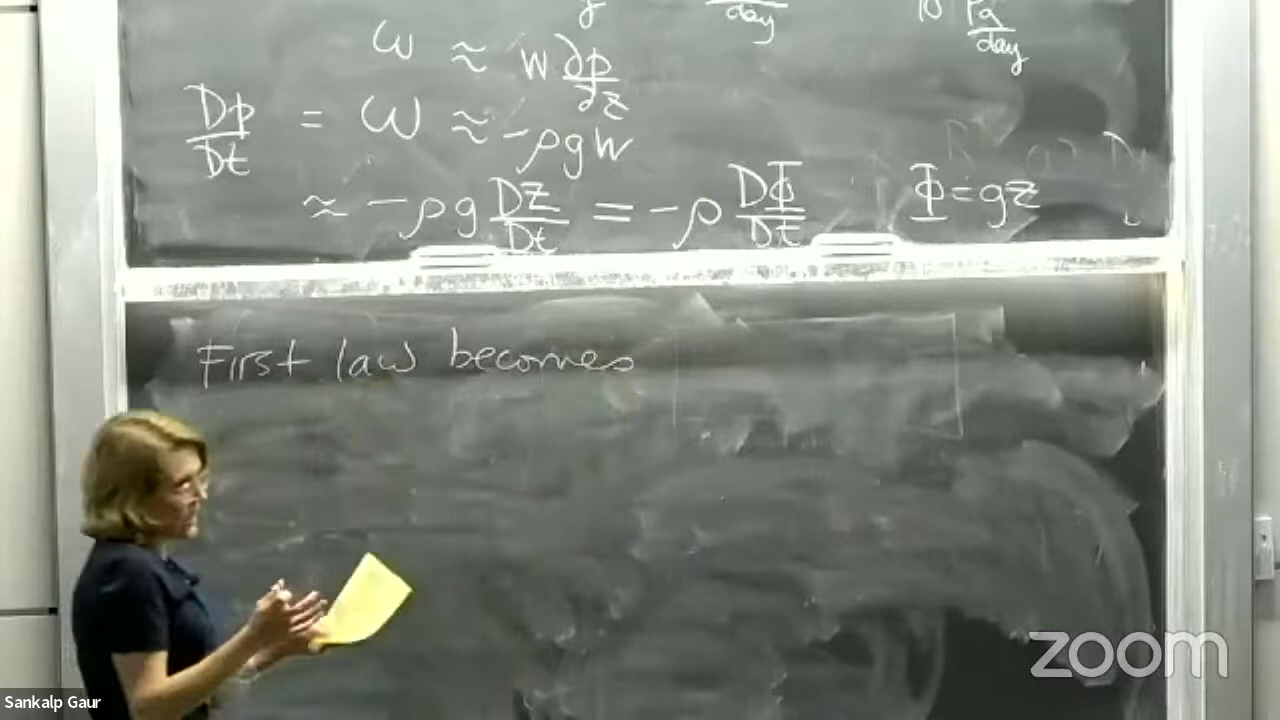 g day 10 Pa/day
ω ≈ w ∂p/∂z
Dp/Dt = ω ≈ -ρgw
≈ -ρg Dz/Dt = -ρ DΦ/Dt Φ=gz
First law becomes
zoom
Sankalp Gaur